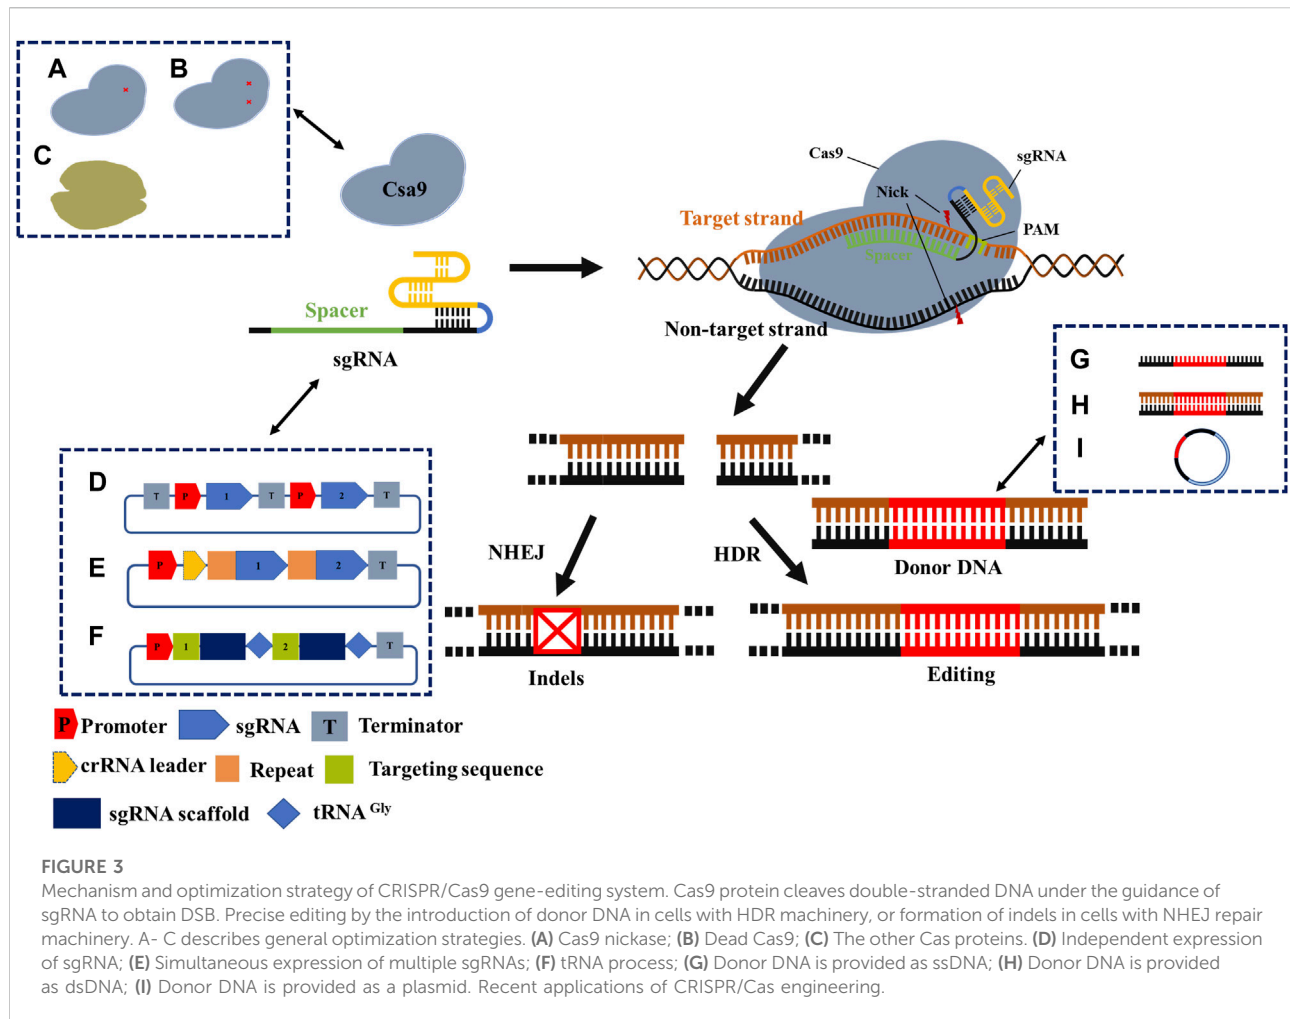 A
B
C
Csa9
Spacer
sgRNA
Cas9
sgRNA
Nick
Target strand
PAM
Spacer
Non-target strand
G
H
I
D
T P 1 T P 2 T
E
P 1 2 T
F
P 1 2 T
NHEJ
HDR
Donor DNA
Indels
Editing
P Promoter sgRNA T Terminator
crRNA leader Repeat Targeting sequence
sgRNA scaffold tRNA Gly
FIGURE 3
Mechanism and optimization strategy of CRISPR/Cas9 gene-editing system. Cas9 protein cleaves double-stranded DNA under the guidance of
sgRNA to obtain DSB. Precise editing by the introduction of donor DNA in cells with HDR machinery, or formation of indels in cells with NHEJ repair
machinery. A- C describes general optimization strategies. (A) Cas9 nickase; (B) Dead Cas9; (C) The other Cas proteins. (D) Independent expression
of sgRNA; (E) Simultaneous expression of multiple sgRNAs; (F) tRNA process; (G) Donor DNA is provided as ssDNA; (H) Donor DNA is provided
as dsDNA; (I) Donor DNA is provided as a plasmid. Recent applications of CRISPR/Cas engineering.